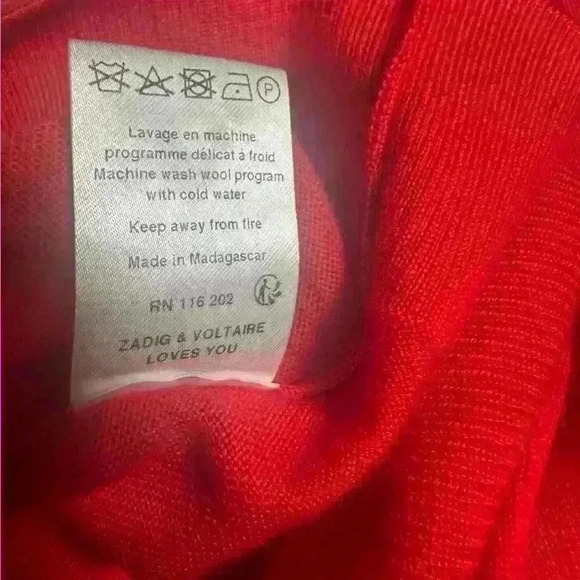 P
Lavage en machine
programme délicat à froid
Machine wash wool program
with cold water
Keep away from fire
Made in Madagascar
RN 116 202
ZADIG & VOLTAIRE
LOVES YOU